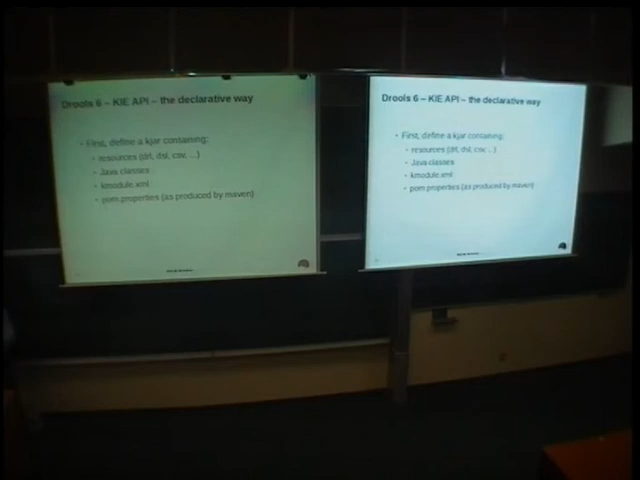 Drools 6 – KIE API – the declarative way
• First, define a kjar containing:
• resources (drl, dsl, csv, ...)
• Java classes
• kmodule.xml
• pom.properties (as produced by maven)
Drools 6 – KIE API – the declarative way
• First, define a kjar containing:
• resources (drl, dsl, csv, ...)
• Java classes
• kmodule.xml
• pom.properties (as produced by maven)